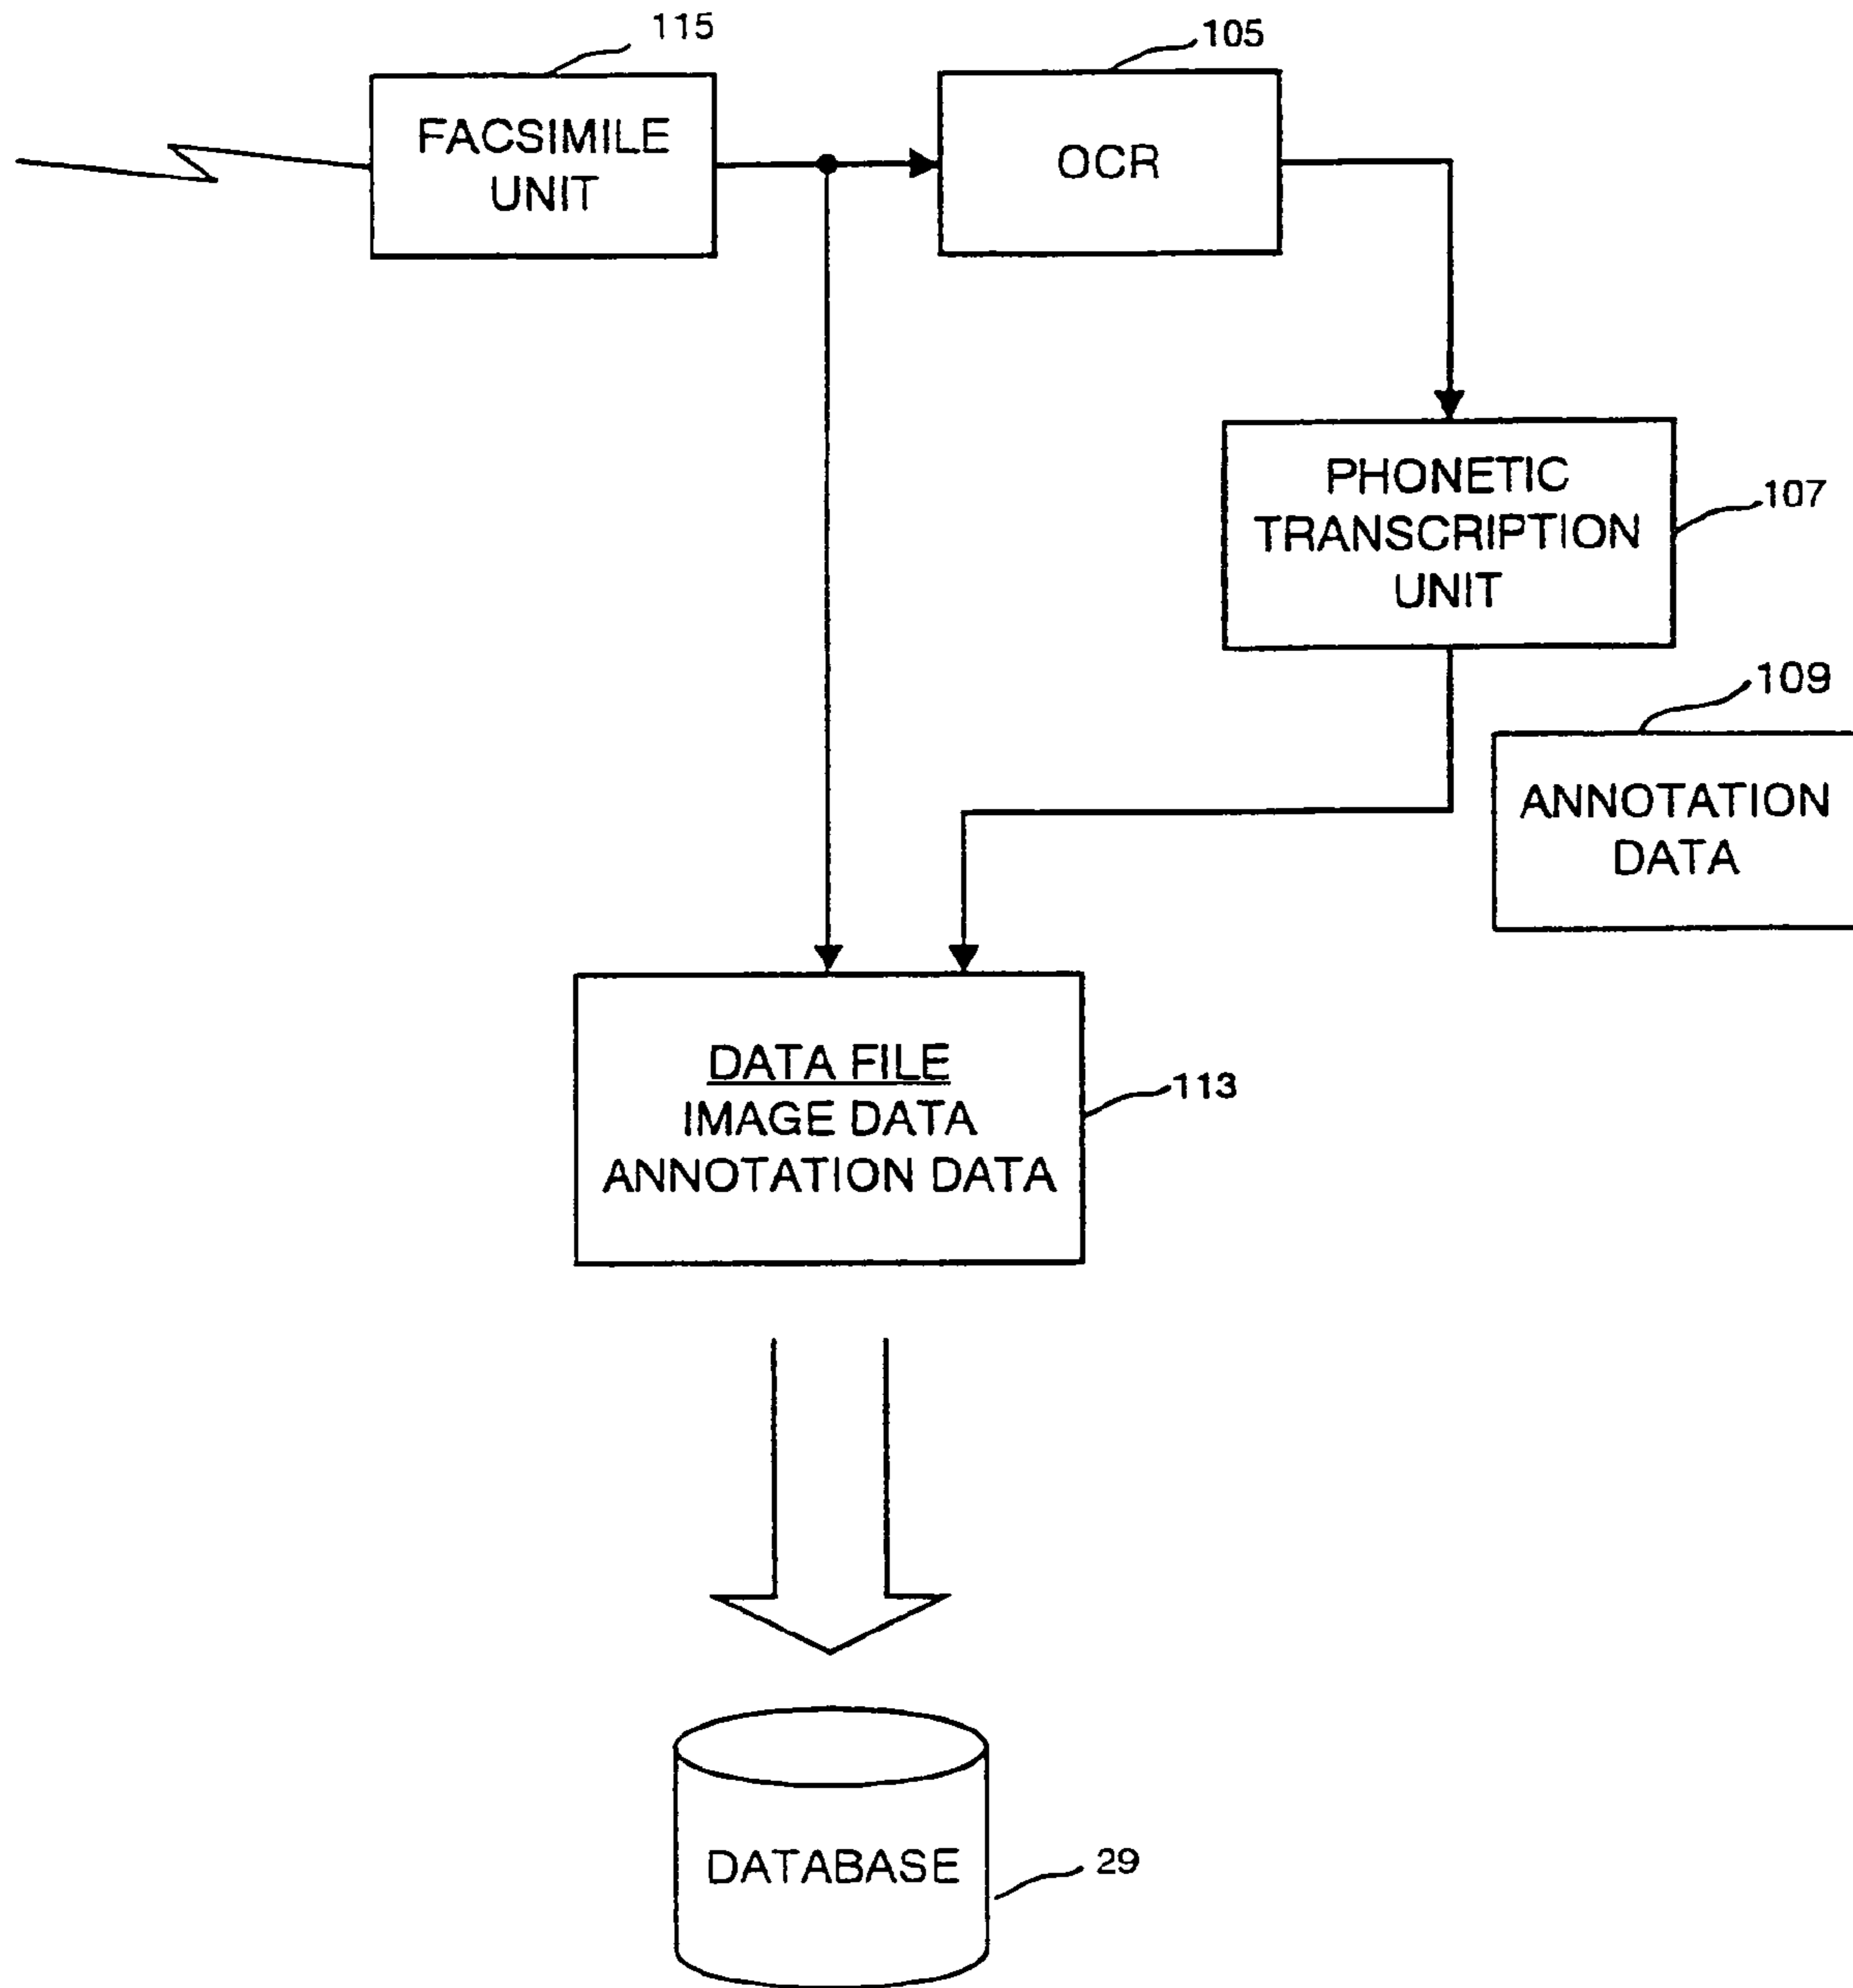 115
105
FACSIMILE
UNIT
OCR
PHONETIC
TRANSCRIPTION
UNIT
107
109
ANNOTATION
DATA
DATA FILE
IMAGE DATA
ANNOTATION DATA
113
DATABASE
29